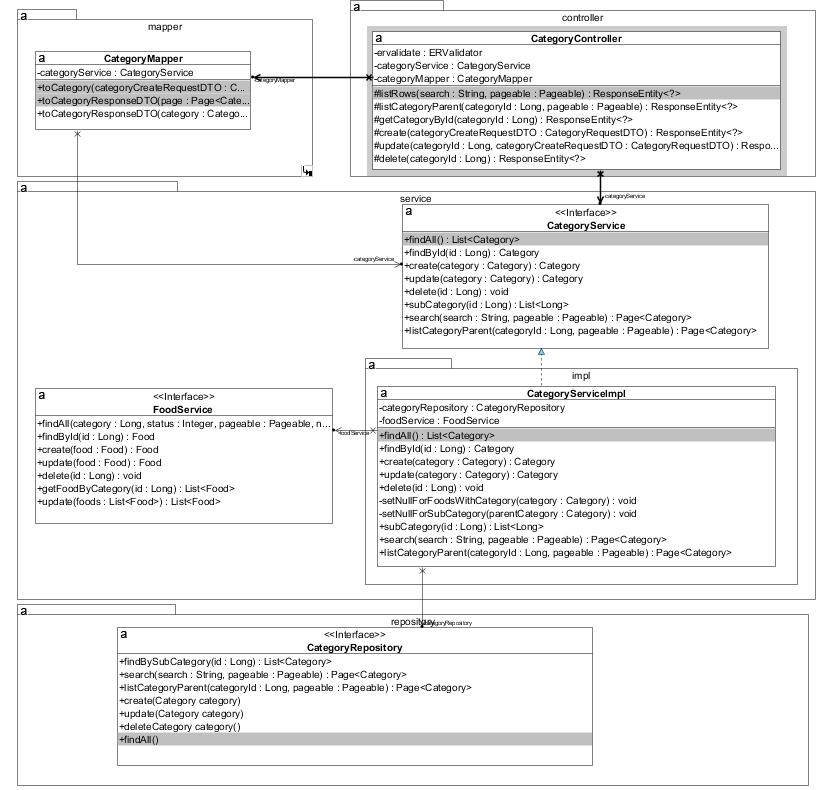 a
mapper
a
CategoryMapper
-categoryService : CategoryService
+toCategory(categoryCreateRequestDTO : C...
+toCategoryResponseDTO(page : Page<Cate...
+toCategoryResponseDTO(category : Catego...
categoryMapper
a
controller
a
CategoryController
-ervalidate : ERValidator
-categoryService : CategoryService
-categoryMapper : CategoryMapper
#listRows(search : String, pageable : Pageable) : ResponseEntity<?>
#listCategoryParent(categoryId : Long, pageable : Pageable) : ResponseEntity<?>
#getCategoryById(categoryId : Long) : ResponseEntity<?>
#create(categoryCreateRequestDTO : CategoryRequestDTO) : ResponseEntity<?>
#update(categoryId : Long, categoryCreateRequestDTO : CategoryRequestDTO) : Respo...
#delete(categoryId : Long) : ResponseEntity<?>
-categoryService
a
service
a
<<Interface>>
CategoryService
+findAll() : List<Category>
+findById(id : Long) : Category
+create(category : Category) : Category
+update(category : Category) : Category
+delete(id : Long) : void
+subCategory(id : Long) : List<Long>
+search(search : String, pageable : Pageable) : Page<Category>
+listCategoryParent(categoryId : Long, pageable : Pageable) : Page<Category>
-categoryService
a
impl
a
CategoryServiceImpl
-categoryRepository : CategoryRepository
-foodService : FoodService
+findAll() : List<Category>
+findById(id : Long) : Category
+create(category : Category) : Category
+update(category : Category) : Category
+delete(id : Long) : void
-setNullForFoodsWithCategory(category : Category) : void
-setNullForSubCategory(parentCategory : Category) : void
+subCategory(id : Long) : List<Long>
+search(search : String, pageable : Pageable) : Page<Category>
+listCategoryParent(categoryId : Long, pageable : Pageable) : Page<Category>
-foodService
a
<<Interface>>
FoodService
+findAll(category : Long, status : Integer, pageable : Pageable, n...
+findById(id : Long) : Food
+create(food : Food) : Food
+update(food : Food) : Food
+delete(id : Long) : void
+getFoodByCategory(id : Long) : List<Food>
+update(foods : List<Food>) : List<Food>
a
repository
-categoryRepository
a
<<Interface>>
CategoryRepository
+findBySubCategory(id : Long) : List<Category>
+search(search : String, pageable : Pageable) : Page<Category>
+listCategoryParent(categoryId : Long, pageable : Pageable) : Page<Category>
+create(Category category)
+update(Category category)
+deleteCategory category()
+findAll()